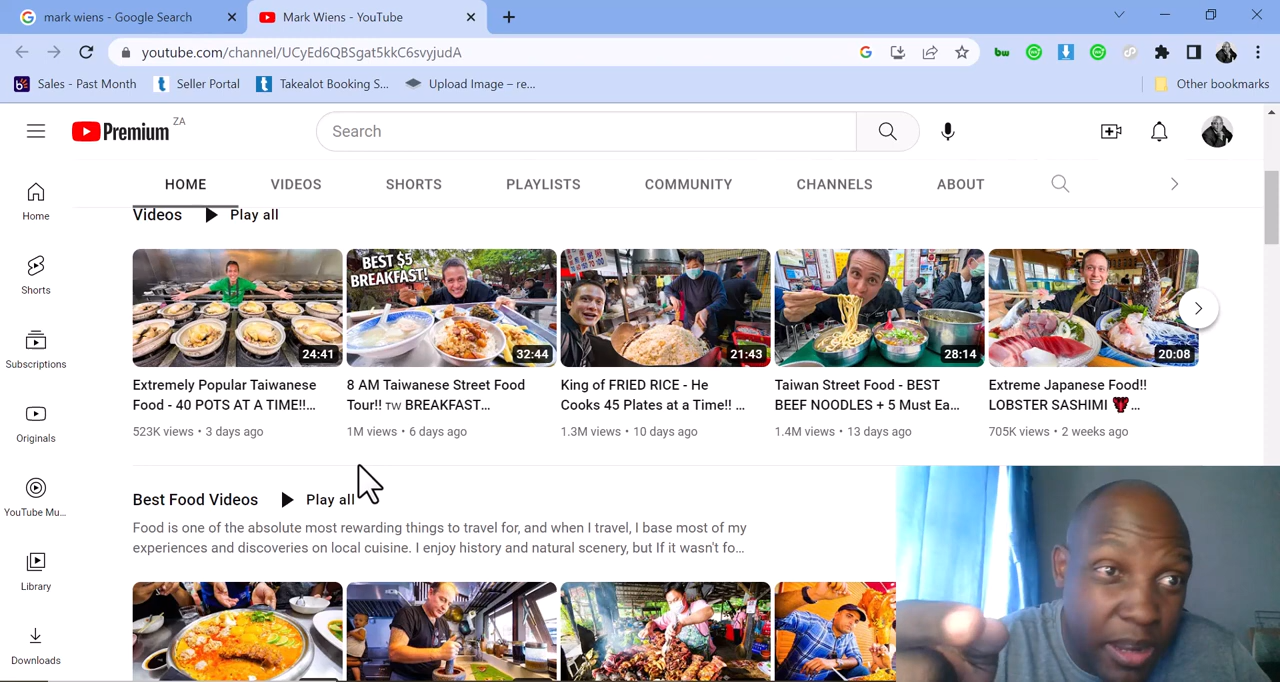 mark wiens - Google Search
Mark Wiens - YouTube
youtube.com/channel/UCyEd6QBSgat5kkC6svyjudA
Sales - Past Month
Seller Portal
Takealot Booking S...
Upload Image – re...
Other bookmarks
Premium ZA
Search
HOME
VIDEOS
SHORTS
PLAYLISTS
COMMUNITY
CHANNELS
ABOUT
Home
Shorts
Subscriptions
Originals
YouTube Mu...
Library
Downloads
Videos
Play all
BEST $5
BREAKFAST!
24:41
32:44
21:43
28:14
20:08
Extremely Popular Taiwanese
Food - 40 POTS AT A TIME!!...
523K views • 3 days ago
8 AM Taiwanese Street Food
Tour!! TW BREAKFAST...
1M views • 6 days ago
King of FRIED RICE - He
Cooks 45 Plates at a Time!! ...
1.3M views • 10 days ago
Taiwan Street Food - BEST
BEEF NOODLES + 5 Must Ea...
1.4M views • 13 days ago
Extreme Japanese Food!!
LOBSTER SASHIMI 🦞...
705K views • 2 weeks ago
Best Food Videos
Play all
Food is one of the absolute most rewarding things to travel for, and when I travel, I base most of my
experiences and discoveries on local cuisine. I enjoy history and natural scenery, but If it wasn't fo...